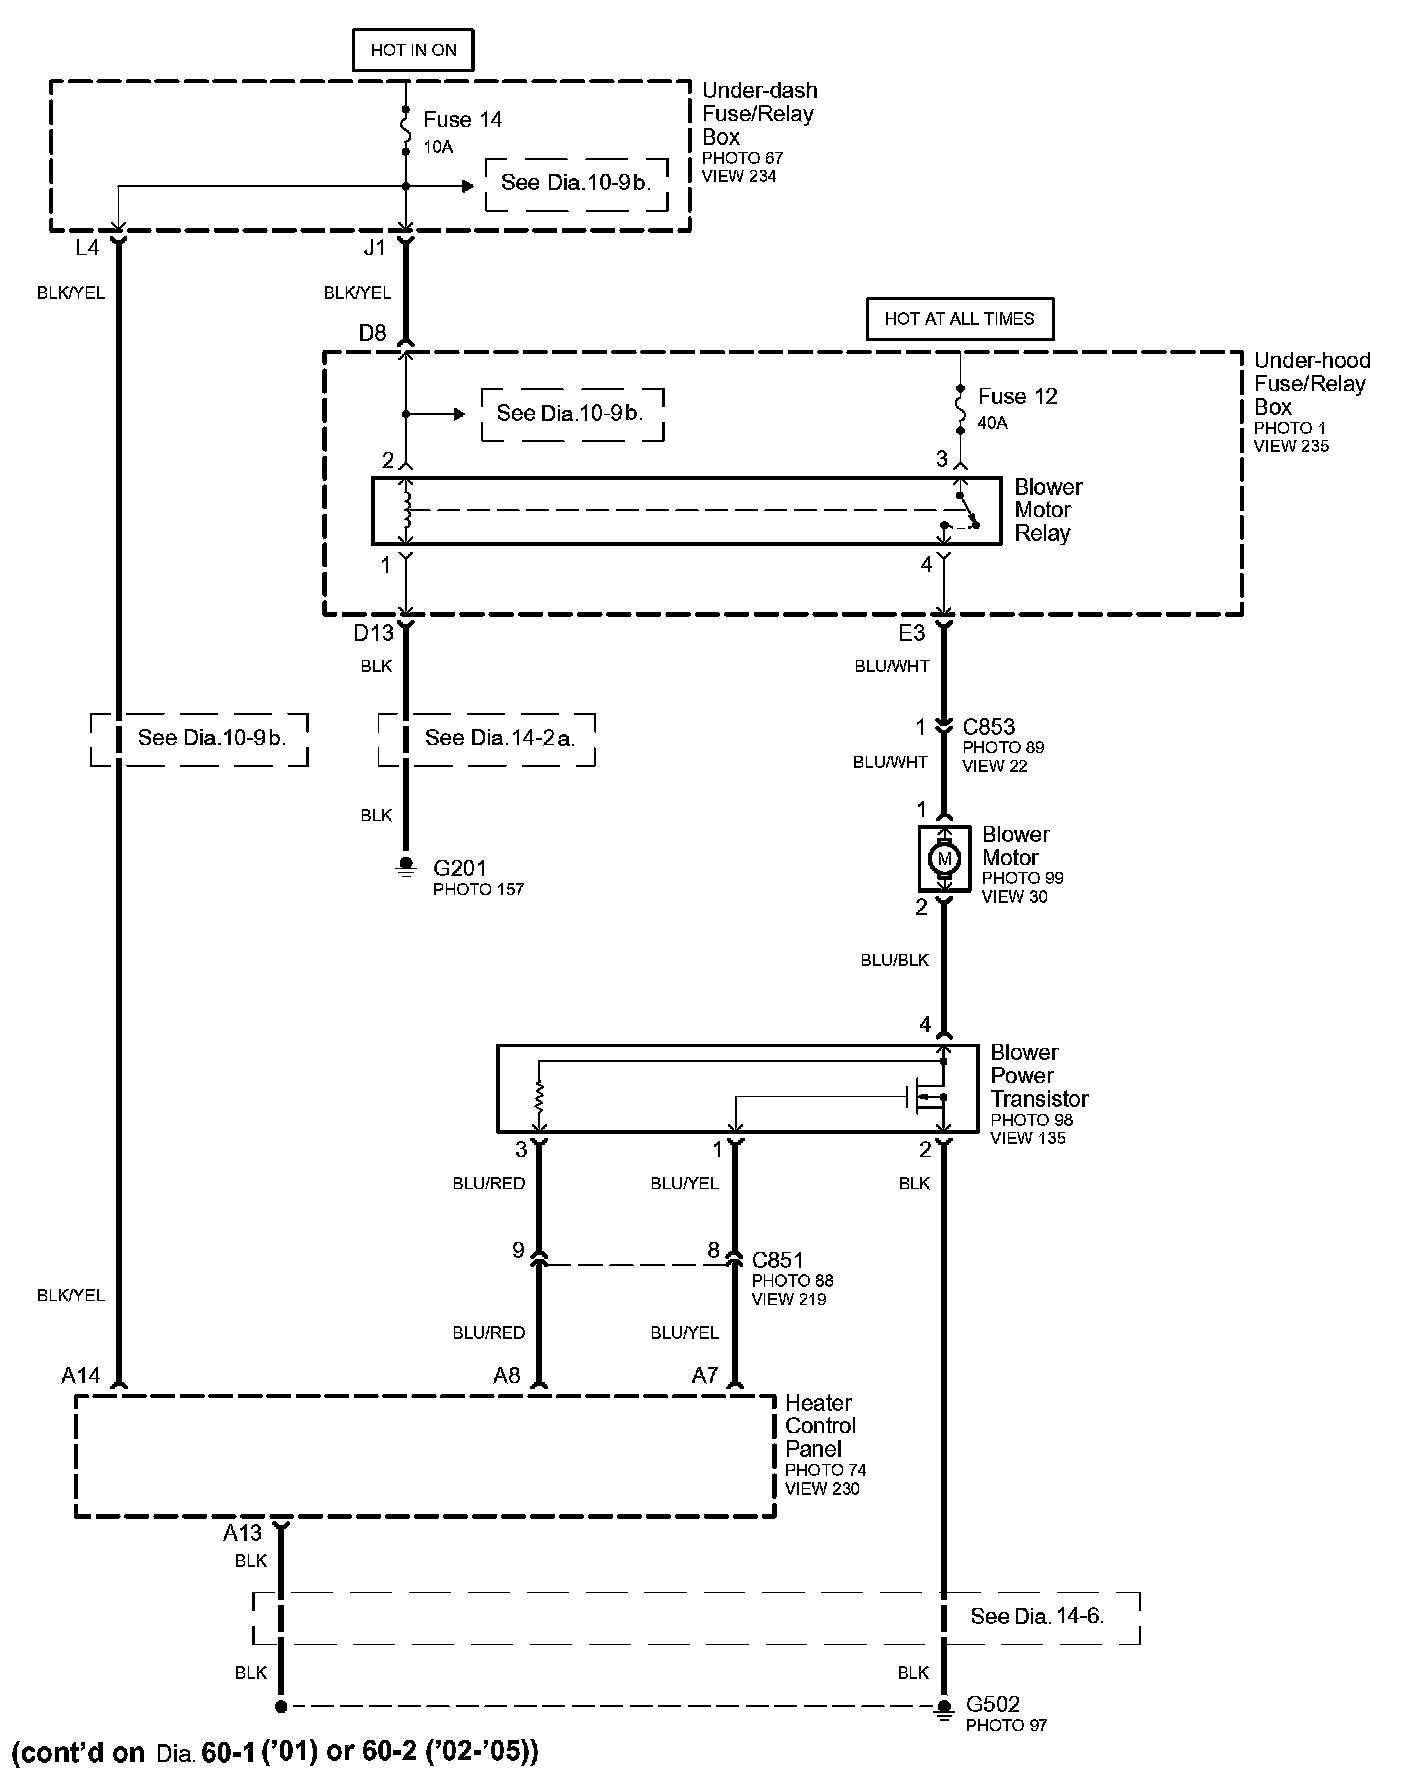 HOT IN ON
Under-dash
Fuse/Relay
Box
PHOTO 67
VIEW 234
Fuse 14
10A
See Dia.10-9b.
L4
J1
BLK/YEL
BLK/YEL
D8
HOT AT ALL TIMES
Under-hood
Fuse/Relay
Box
PHOTO 1
VIEW 235
See Dia.10-9b.
Fuse 12
40A
2
3
Blower
Motor
Relay
1
4
D13
E3
BLK
BLU/WHT
See Dia.10-9b.
See Dia.14-2a.
1
C853
PHOTO 89
VIEW 22
BLU/WHT
BLK
1
G201
PHOTO 157
M
Blower
Motor
PHOTO 99
VIEW 30
2
BLU/BLK
4
Blower
Power
Transistor
PHOTO 98
VIEW 135
3
1
2
BLU/RED
BLU/YEL
BLK
9
8
C851
PHOTO 88
VIEW 219
BLK/YEL
BLU/RED
BLU/YEL
A14
A8
A7
Heater
Control
Panel
PHOTO 74
VIEW 230
A13
BLK
See Dia. 14-6.
BLK
BLK
G502
PHOTO 97
(cont'd on Dia. 60-1 ('01) or 60-2 ('02-'05))